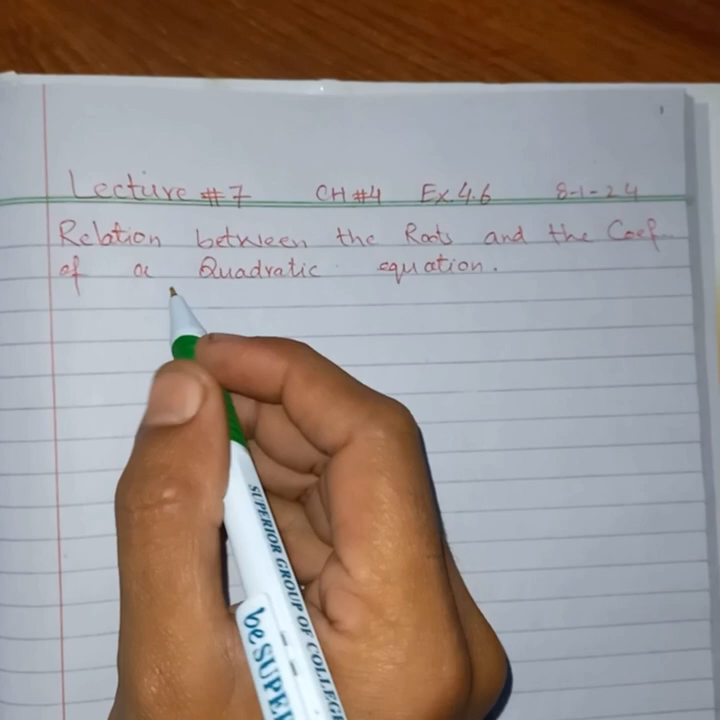 Lecture #7 CH #4 Ex.4.6 8-1-24
Relation between the Roots and the Coef
of a Quadratic equation.
SUPERIOR GROUP OF COLLEG
be SUPER